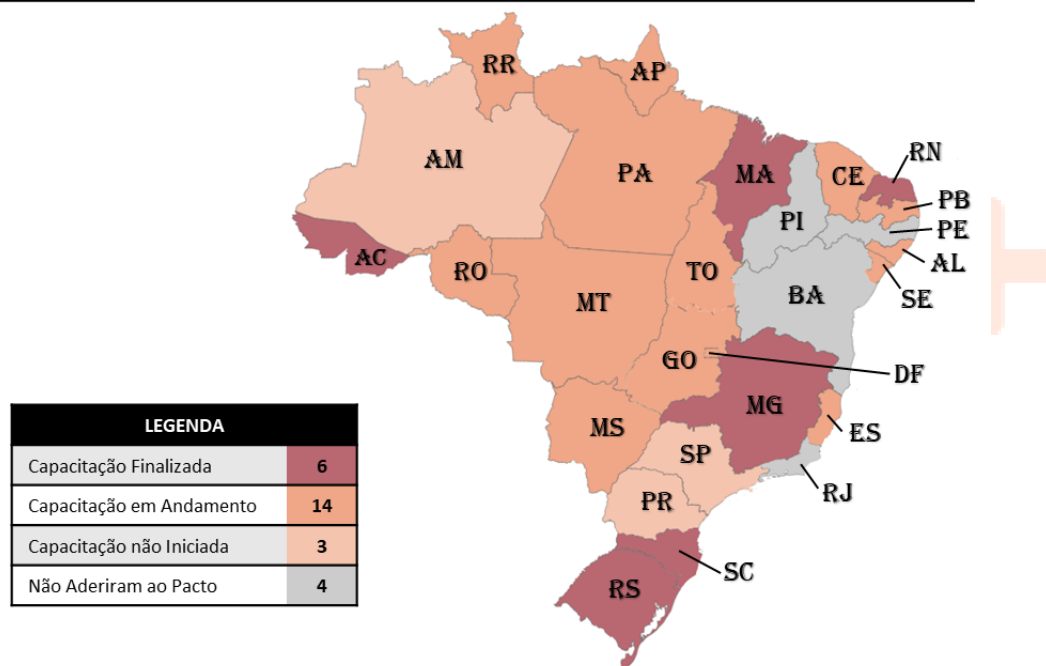 RR
AP
AM
PA
MA
CE
RN
PB
PI
PE
AC
RO
TO
AL
MT
BA
SE
GO
DF
MG
MS
ES
SP
RJ
PR
SC
RS
LEGENDA
Capacitação Finalizada 6
Capacitação em Andamento 14
Capacitação não Iniciada 3
Não Aderiram ao Pacto 4